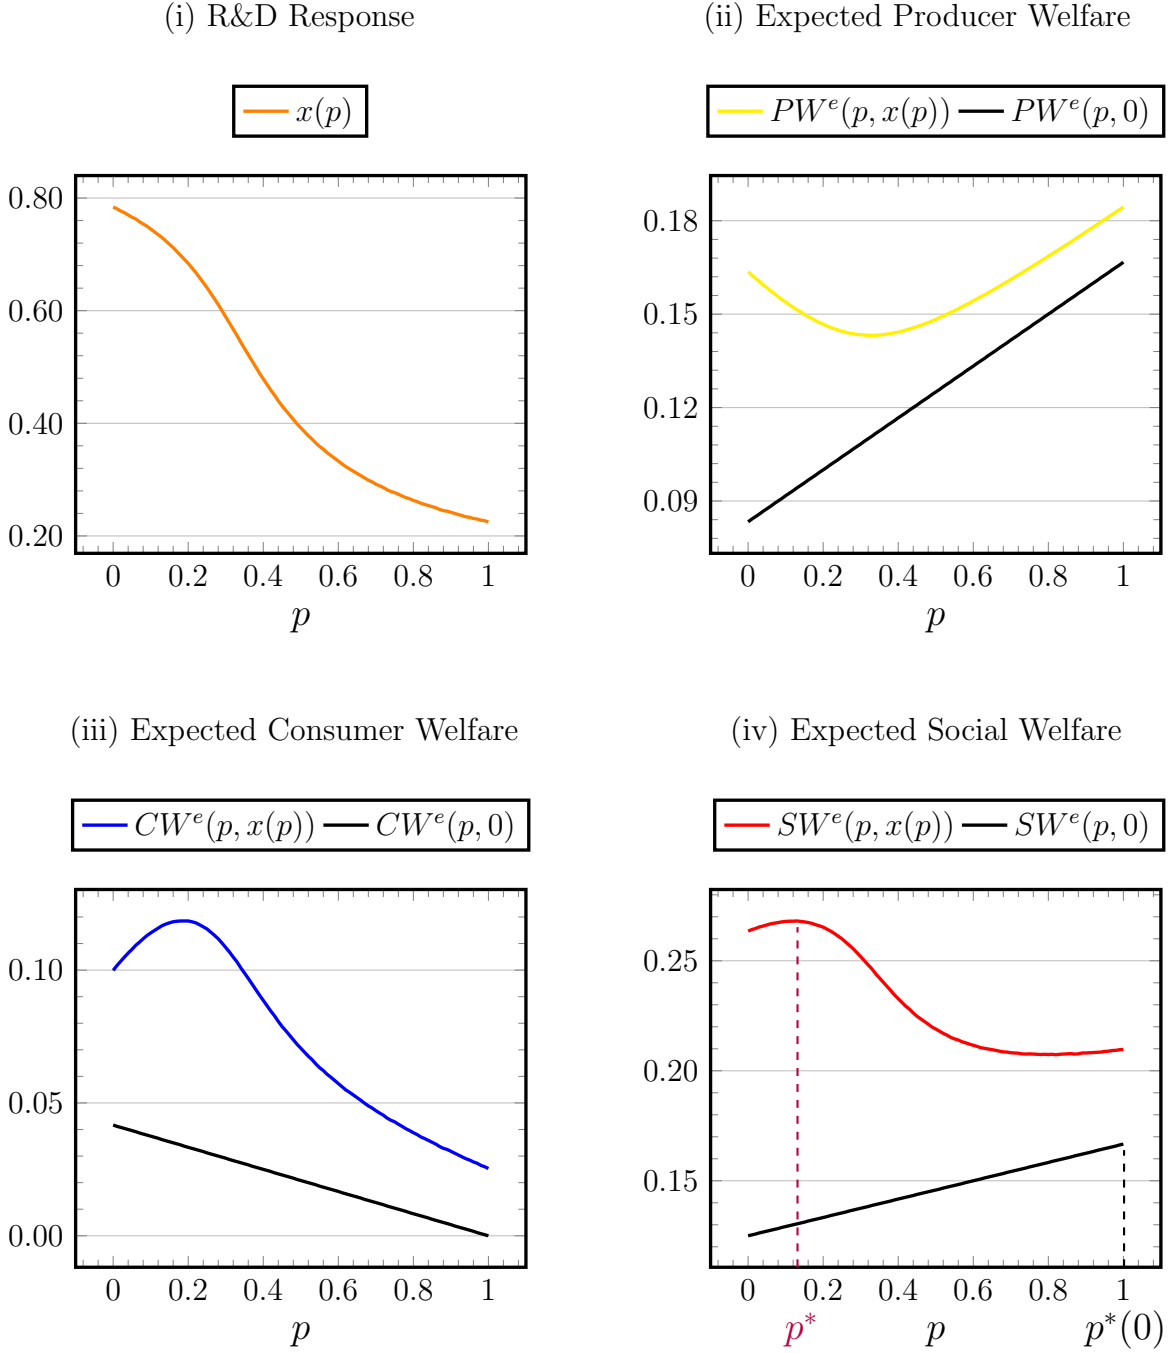 (i) R&D Response
x(p)
0.80
0.60
0.40
0.20
0 0.2 0.4 0.6 0.8 1
p
(ii) Expected Producer Welfare
PW^e(p, x(p)) PW^e(p, 0)
0.18
0.15
0.12
0.09
0 0.2 0.4 0.6 0.8 1
p
(iii) Expected Consumer Welfare
CW^e(p, x(p)) CW^e(p, 0)
0.10
0.05
0.00
0 0.2 0.4 0.6 0.8 1
p
(iv) Expected Social Welfare
SW^e(p, x(p)) SW^e(p, 0)
0.25
0.20
0.15
0 0.2 0.4 0.6 0.8 1
p* p p*(0)